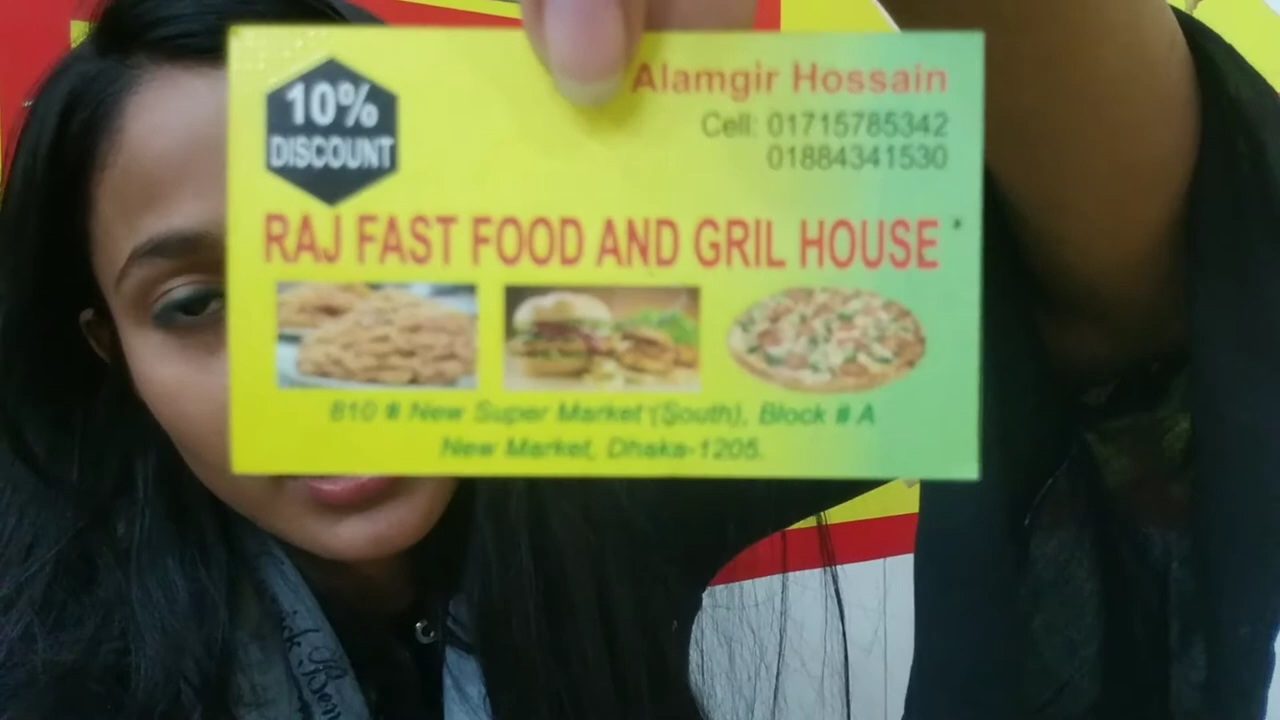 10%
DISCOUNT
Alamgir Hossain
Cell: 01715785342
01884341530
RAJ FAST FOOD AND GRIL HOUSE
810 # New Super Market (South), Block # A
New Market, Dhaka-1205.